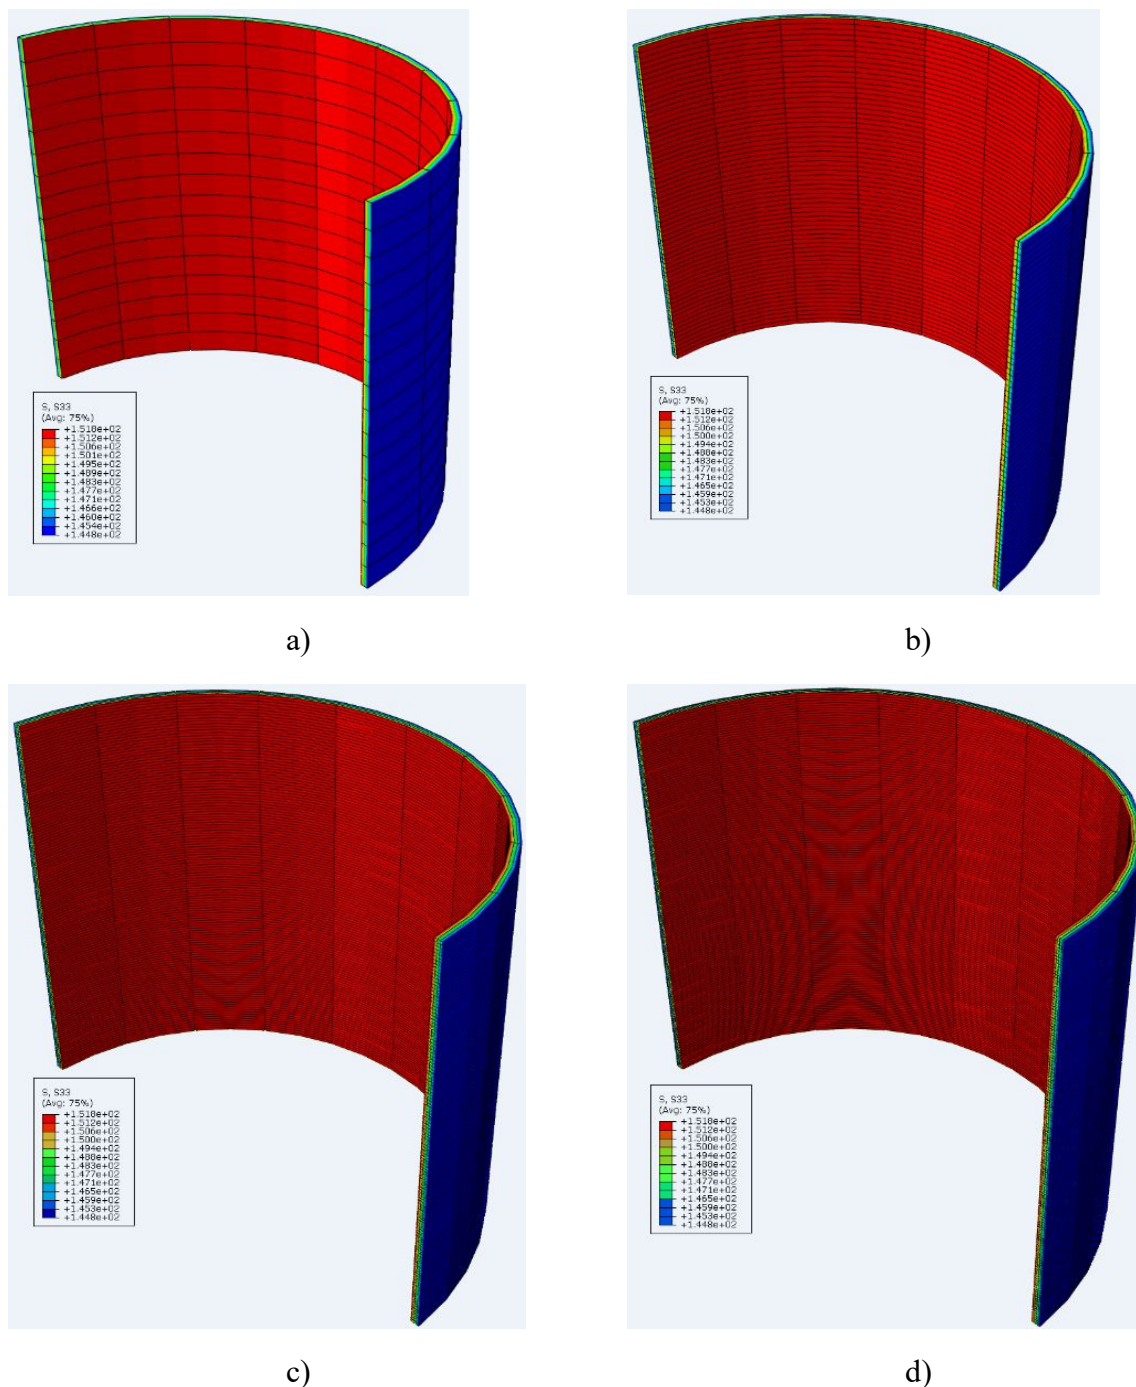 S, S33
(Avg: 75%)
+1.518e+02
+1.512e+02
+1.506e+02
+1.501e+02
+1.495e+02
+1.489e+02
+1.483e+02
+1.477e+02
+1.471e+02
+1.466e+02
+1.460e+02
+1.454e+02
+1.448e+02
a)
S, S33
(Avg: 75%)
+1.518e+02
+1.512e+02
+1.506e+02
+1.500e+02
+1.494e+02
+1.488e+02
+1.483e+02
+1.477e+02
+1.471e+02
+1.465e+02
+1.459e+02
+1.453e+02
+1.448e+02
b)
S, S33
(Avg: 75%)
+1.518e+02
+1.512e+02
+1.506e+02
+1.500e+02
+1.494e+02
+1.488e+02
+1.483e+02
+1.477e+02
+1.471e+02
+1.465e+02
+1.459e+02
+1.453e+02
+1.448e+02
c)
S, S33
(Avg: 75%)
+1.518e+02
+1.512e+02
+1.506e+02
+1.500e+02
+1.494e+02
+1.488e+02
+1.483e+02
+1.477e+02
+1.471e+02
+1.465e+02
+1.459e+02
+1.453e+02
+1.448e+02
d)